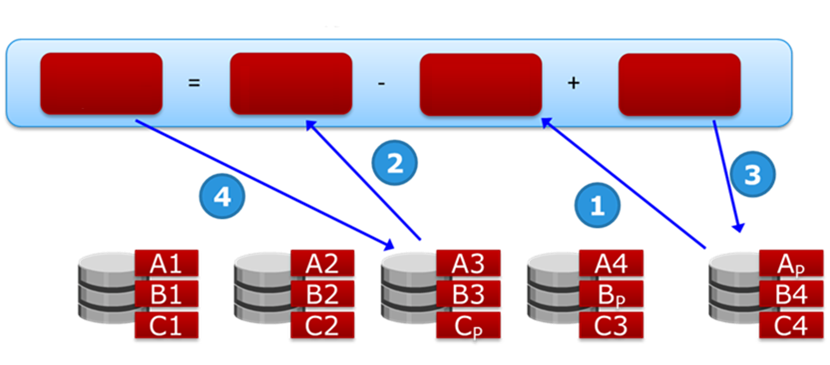 = - +
2
3
4
1
A1 A2 A3 A4 Aₚ
B1 B2 B3 Bₚ B4
C1 C2 Cₚ C3 C4